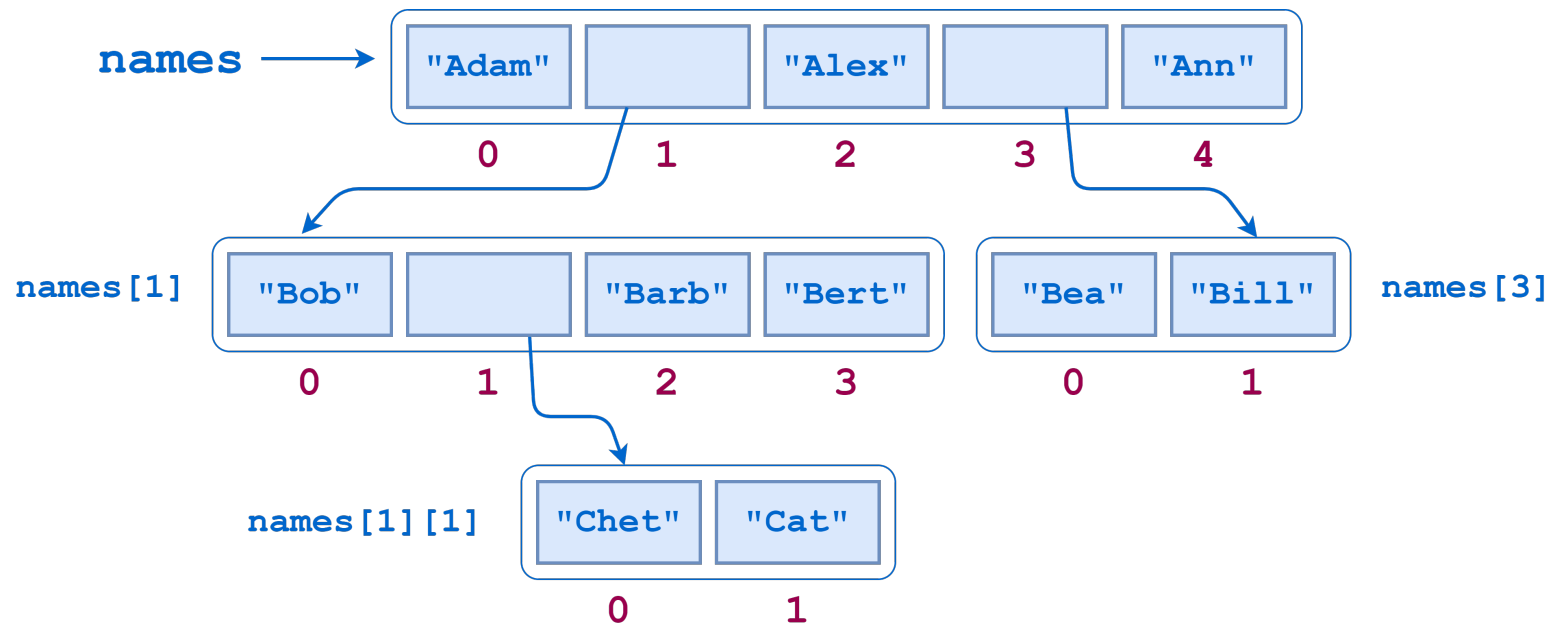 names "Adam" "Alex" "Ann"
0 1 2 3 4
names[1] "Bob" "Barb" "Bert" "Bea" "Bill" names[3]
0 1 2 3 0 1
names[1][1] "Chet" "Cat"
0 1